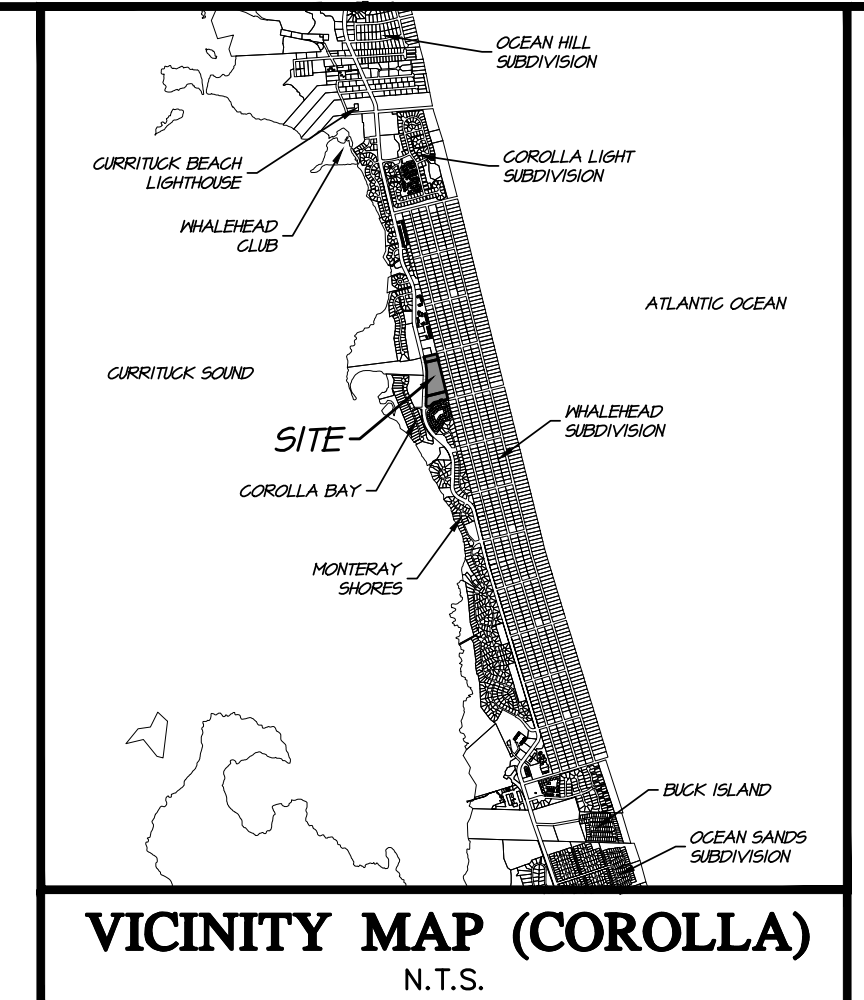 OCEAN HILL
SUBDIVISION
CURRITUCK BEACH
LIGHTHOUSE
COROLLA LIGHT
SUBDIVISION
WHALEHEAD
CLUB
ATLANTIC OCEAN
CURRITUCK SOUND
WHALEHEAD
SUBDIVISION
SITE
COROLLA BAY
MONTERAY
SHORES
BUCK ISLAND
OCEAN SANDS
SUBDIVISION
VICINITY MAP (COROLLA)
N.T.S.